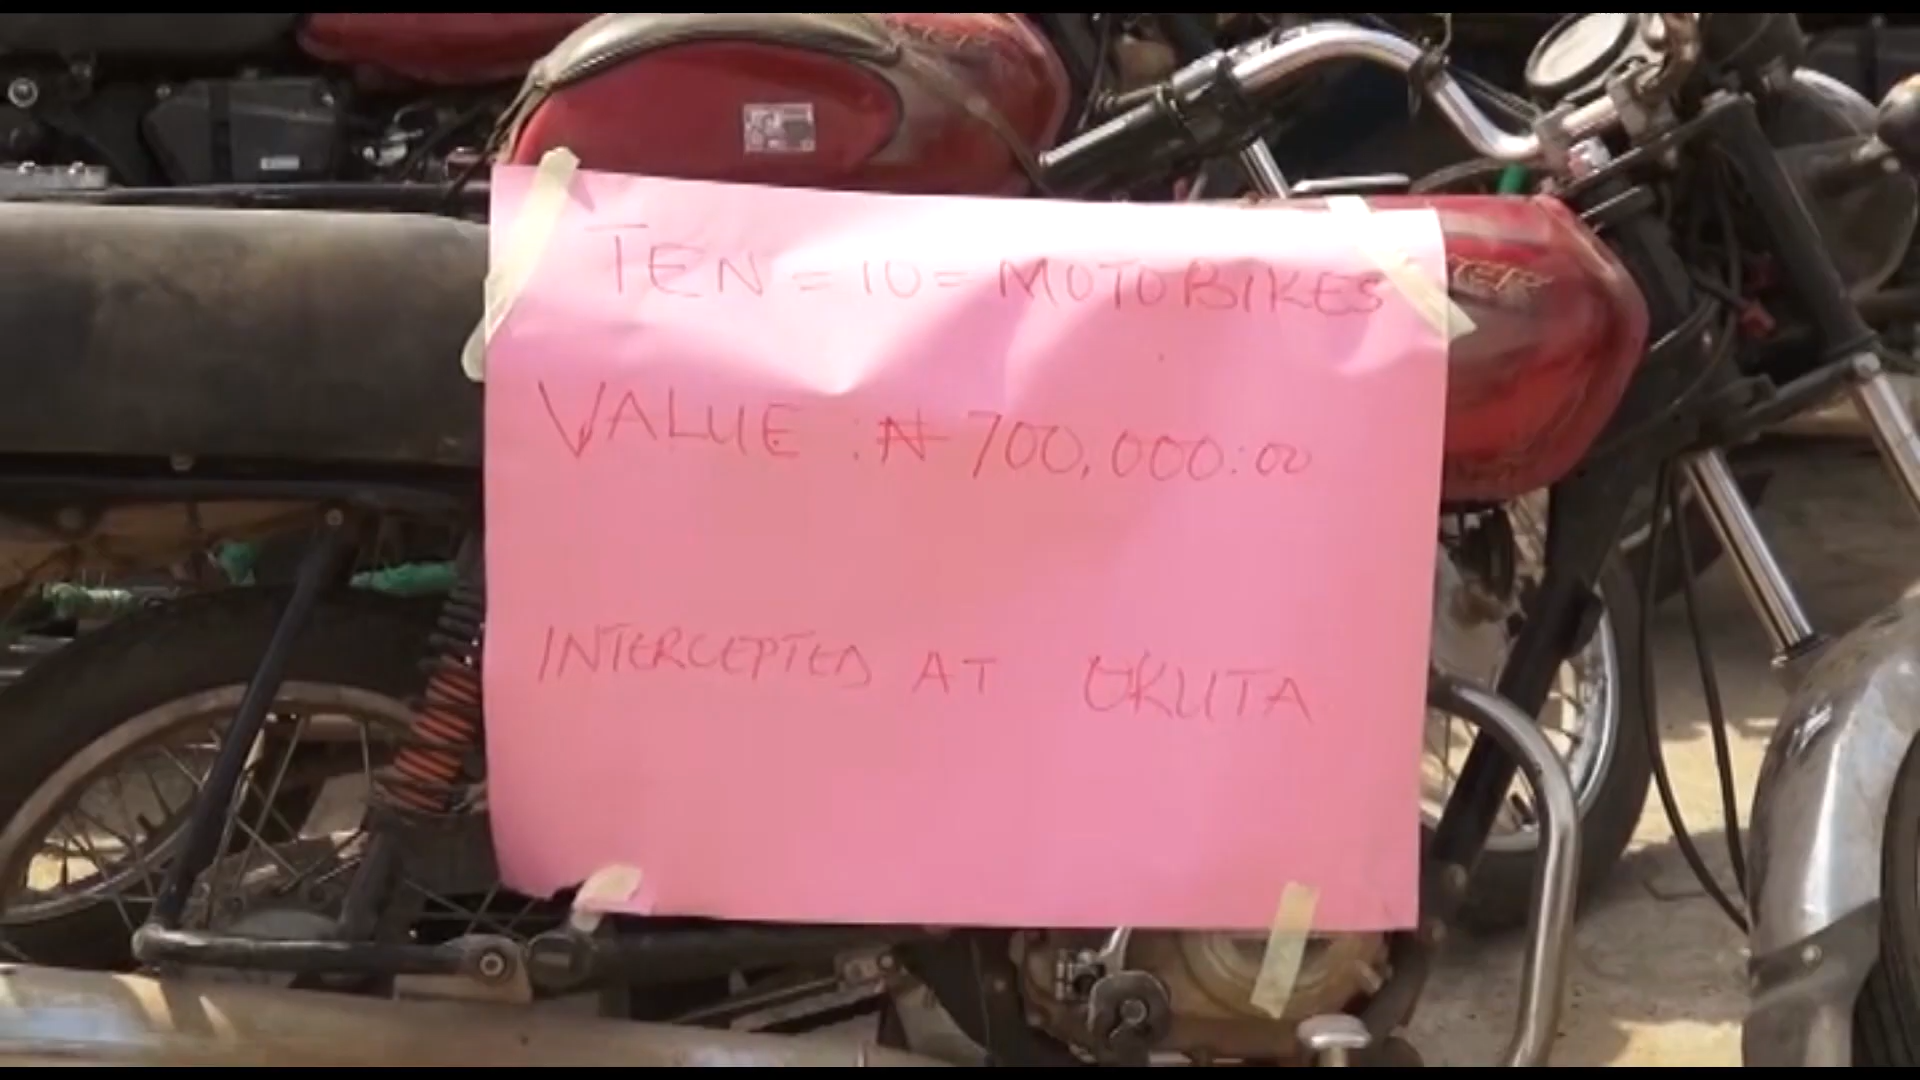 TEN = 10 = MOTOBIKES
VALUE : ₦ 700,000:00
INTERCEPTED AT OKUTA